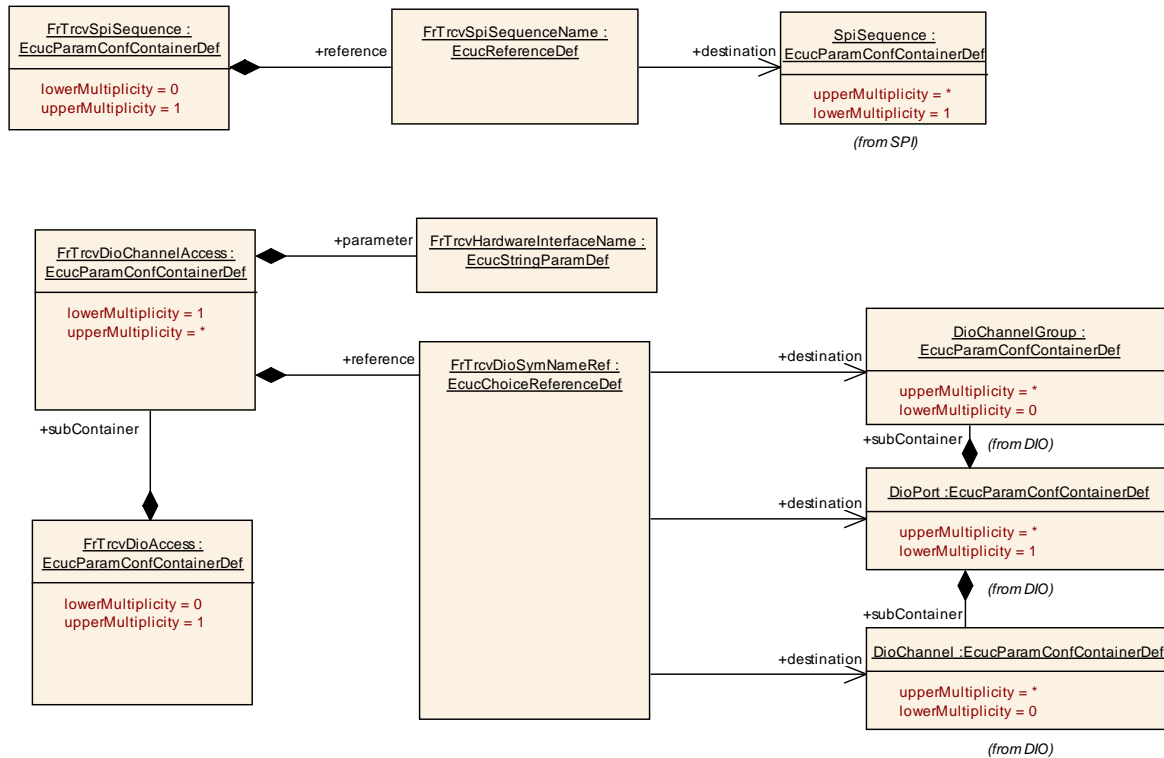 FrTrcvSpiSequence :
EcucParamConfContainerDef
lowerMultiplicity = 0
upperMultiplicity = 1
+reference
FrTrcvSpiSequenceName :
EcucReferenceDef
+destination
SpiSequence :
EcucParamConfContainerDef
upperMultiplicity = *
lowerMultiplicity = 1
(from SPI)
FrTrcvDioChannelAccess :
EcucParamConfContainerDef
lowerMultiplicity = 1
upperMultiplicity = *
+parameter
FrTrcvHardwareInterfaceName :
EcucStringParamDef
+reference
FrTrcvDioSymNameRef :
EcucChoiceReferenceDef
+destination
DioChannelGroup :
EcucParamConfContainerDef
upperMultiplicity = *
lowerMultiplicity = 0
+subContainer
(from DIO)
+subContainer
+destination
DioPort :EcucParamConfContainerDef
upperMultiplicity = *
lowerMultiplicity = 1
(from DIO)
+subContainer
FrTrcvDioAccess :
EcucParamConfContainerDef
lowerMultiplicity = 0
upperMultiplicity = 1
+destination
DioChannel :EcucParamConfContainerDef
upperMultiplicity = *
lowerMultiplicity = 0
(from DIO)